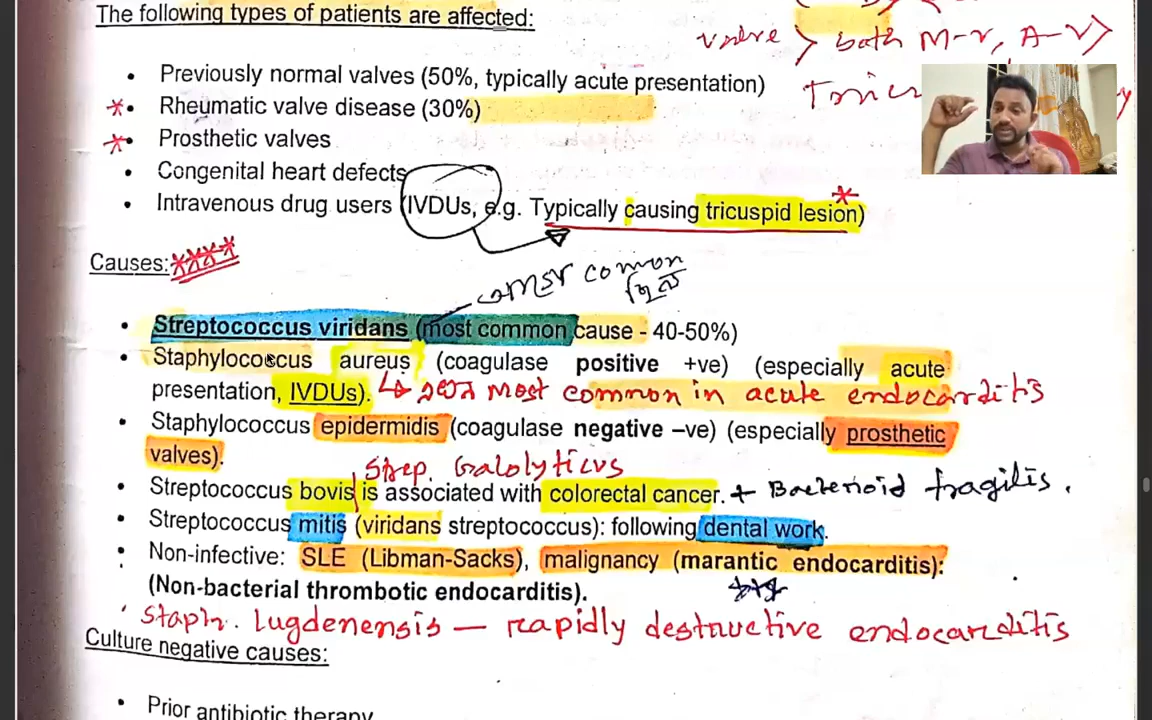 The following types of patients are affected:
valve > both M-v, A-V>
• Previously normal valves (50%, typically acute presentation)
* • Rheumatic valve disease (30%)
* • Prosthetic valves
• Congenital heart defects
• Intravenous drug users (IVDUs, e.g. Typically causing tricuspid lesion)
*
Causes: ****
common
• Streptococcus viridans (most common cause - 40-50%)
• Staphylococcus aureus (coagulase positive +ve) (especially acute
presentation, IVDUs). ↳ most common in acute endocarditis
• Staphylococcus epidermidis (coagulase negative –ve) (especially prosthetic
valves).
Strep. Galolyticus
• Streptococcus bovis is associated with colorectal cancer. + Bacterioid fragilis.
• Streptococcus mitis (viridans streptococcus): following dental work.
• Non-infective: SLE (Libman-Sacks), malignancy (marantic endocarditis):
(Non-bacterial thrombotic endocarditis). ***
• Staph. lugdenensis — rapidly destructive endocarditis
Culture negative causes:
• Prior antibiotic therapy